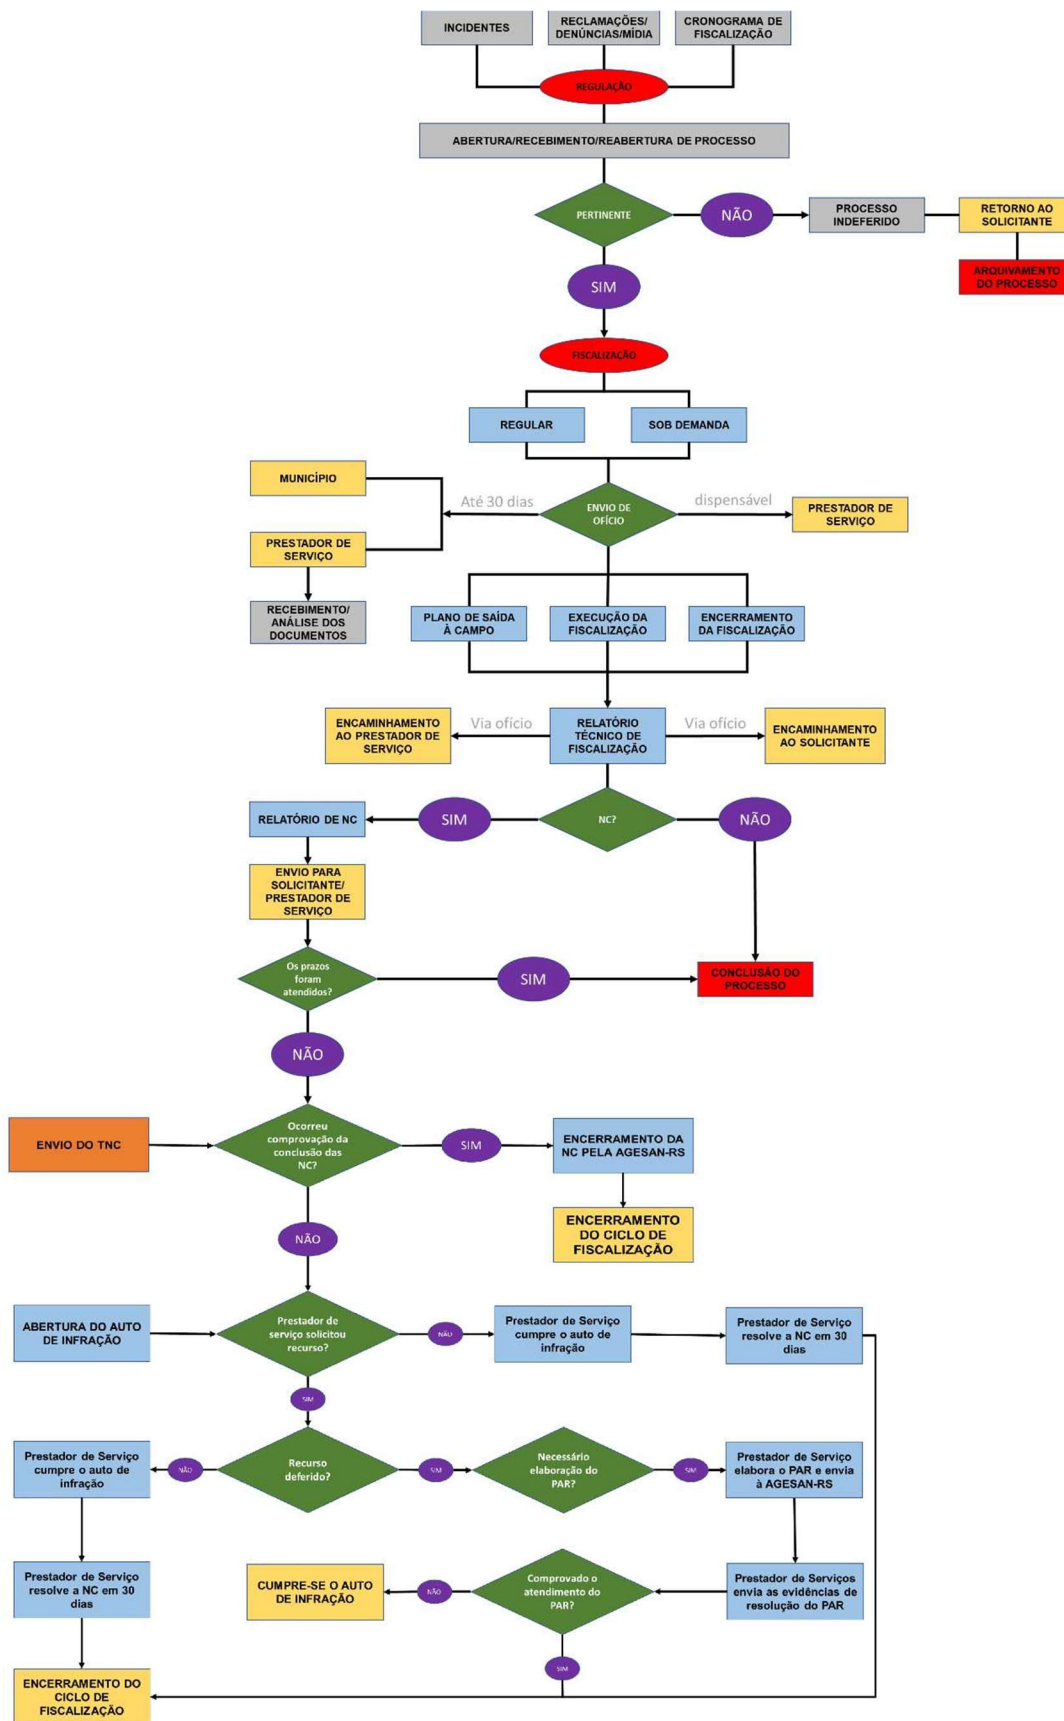 INCIDENTES
RECLAMAÇÕES/
DENÚNCIAS/MÍDIA
CRONOGRAMA DE
FISCALIZAÇÃO
REGULAÇÃO
ABERTURA/RECEBIMENTO/REABERTURA DE PROCESSO
PERTINENTE
NÃO
PROCESSO
INDEFERIDO
RETORNO AO
SOLICITANTE
ARQUIVAMENTO
DO PROCESSO
SIM
FISCALIZAÇÃO
REGULAR
SOB DEMANDA
MUNICÍPIO
Até 30 dias
ENVIO DE
OFÍCIO
dispensável
PRESTADOR DE
SERVIÇO
PRESTADOR DE
SERVIÇO
RECEBIMENTO/
ANÁLISE DOS
DOCUMENTOS
PLANO DE SAÍDA
À CAMPO
EXECUÇÃO DA
FISCALIZAÇÃO
ENCERRAMENTO
DA FISCALIZAÇÃO
ENCAMINHAMENTO
AO PRESTADOR DE
SERVIÇO
Via ofício
RELATÓRIO
TÉCNICO DE
FISCALIZAÇÃO
Via ofício
ENCAMINHAMENTO
AO SOLICITANTE
RELATÓRIO DE NC
SIM
NC?
NÃO
ENVIO PARA
SOLICITANTE/
PRESTADOR DE
SERVIÇO
Os prazos
foram
atendidos?
SIM
CONCLUSÃO DO
PROCESSO
NÃO
ENVIO DO TNC
Ocorreu
comprovação da
conclusão das
NC?
SIM
ENCERRAMENTO DA
NC PELA AGESAN-RS
ENCERRAMENTO
DO CICLO DE
FISCALIZAÇÃO
NÃO
ABERTURA DO AUTO
DE INFRAÇÃO
Prestador de
serviço solicitou
recurso?
NÃO
Prestador de Serviço
cumpre o auto de
infração
Prestador de Serviço
resolve a NC em 30
dias
SIM
Prestador de Serviço
cumpre o auto de
infração
NÃO
Recurso
deferido?
SIM
Necessário
elaboração do
PAR?
SIM
Prestador de Serviço
elabora o PAR e envia
à AGESAN-RS
Prestador de Serviço
resolve a NC em 30
dias
CUMPRE-SE O AUTO
DE INFRAÇÃO
NÃO
Comprovado o
atendimento do
PAR?
Prestador de Serviços
envia as evidências de
resolução do PAR
SIM
ENCERRAMENTO DO
CICLO DE
FISCALIZAÇÃO